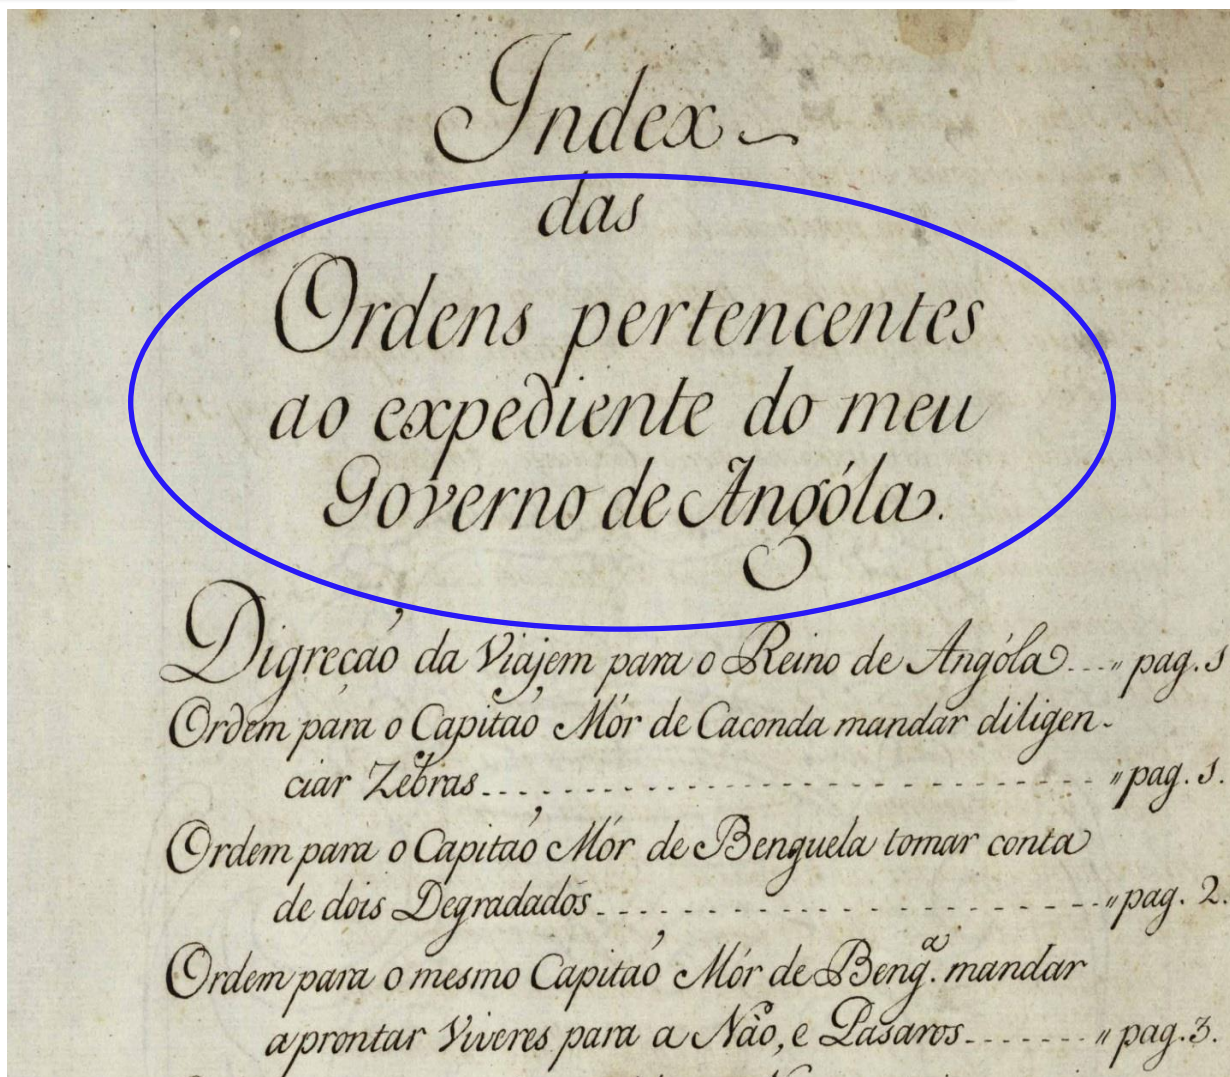 Index
das
Ordens pertencentes
ao expediente do meu
Governo de Angóla.
Digreção da Viajem para o Reino de Angóla... " pag. 1
Ordem para o Capitaõ Mór de Caconda mandar diligen-
ciar Zebras........................ " pag. 1.
Ordem para o Capitaõ Mór de Benguela tomar conta
de dois Degradados.................. " pag. 2.
Ordem para o mesmo Capitaõ Mór de Beng.ª mandar
aprontar Viveres para a Não, e Pasaros....... " pag. 3.